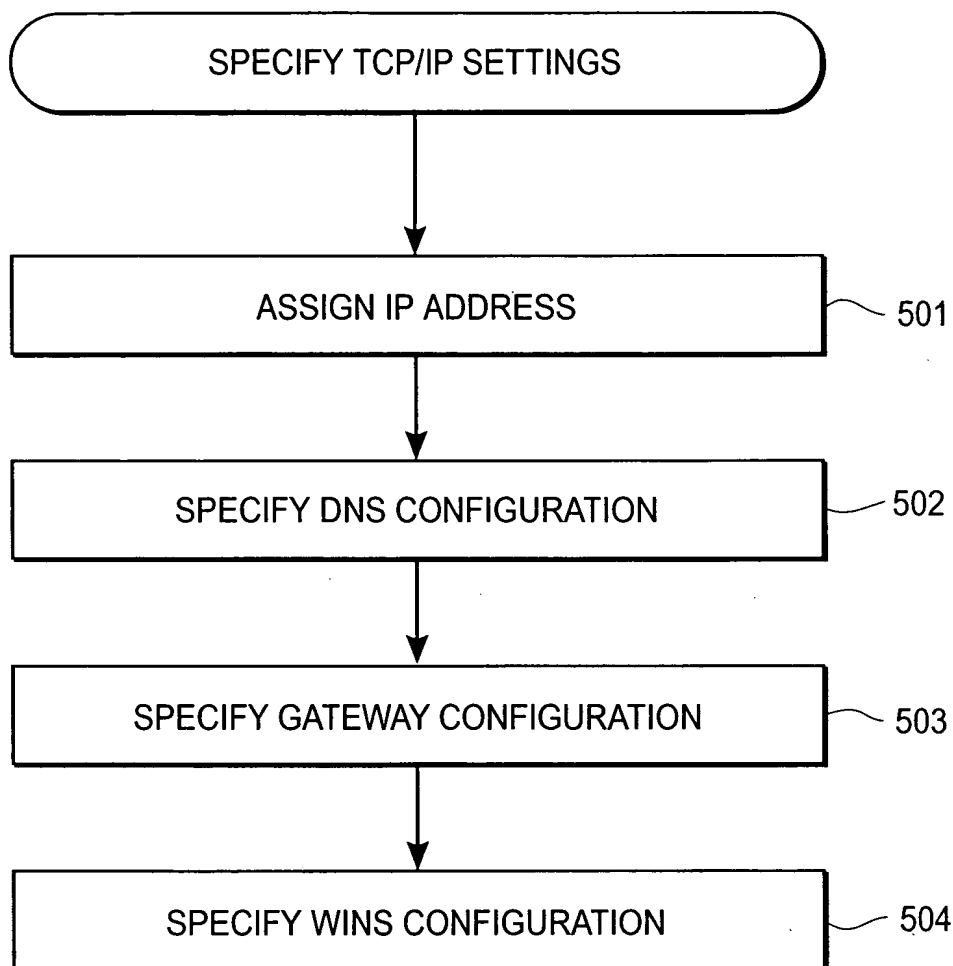 SPECIFY TCP/IP SETTINGS
ASSIGN IP ADDRESS
501
SPECIFY DNS CONFIGURATION
502
SPECIFY GATEWAY CONFIGURATION
503
SPECIFY WINS CONFIGURATION
504